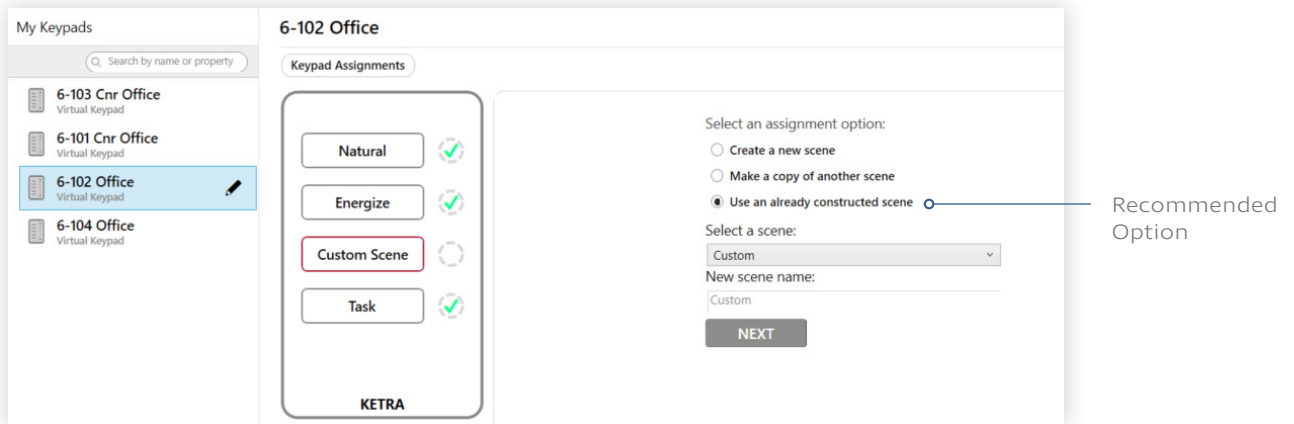 My Keypads
Search by name or property
6-103 Cnr Office
Virtual Keypad
6-101 Cnr Office
Virtual Keypad
6-102 Office
Virtual Keypad
6-104 Office
Virtual Keypad
6-102 Office
Keypad Assignments
Natural
Energize
Custom Scene
Task
KETRA
Select an assignment option:
Create a new scene
Make a copy of another scene
Use an already constructed scene
Select a scene:
Custom
New scene name:
Custom
NEXT
Recommended
Option